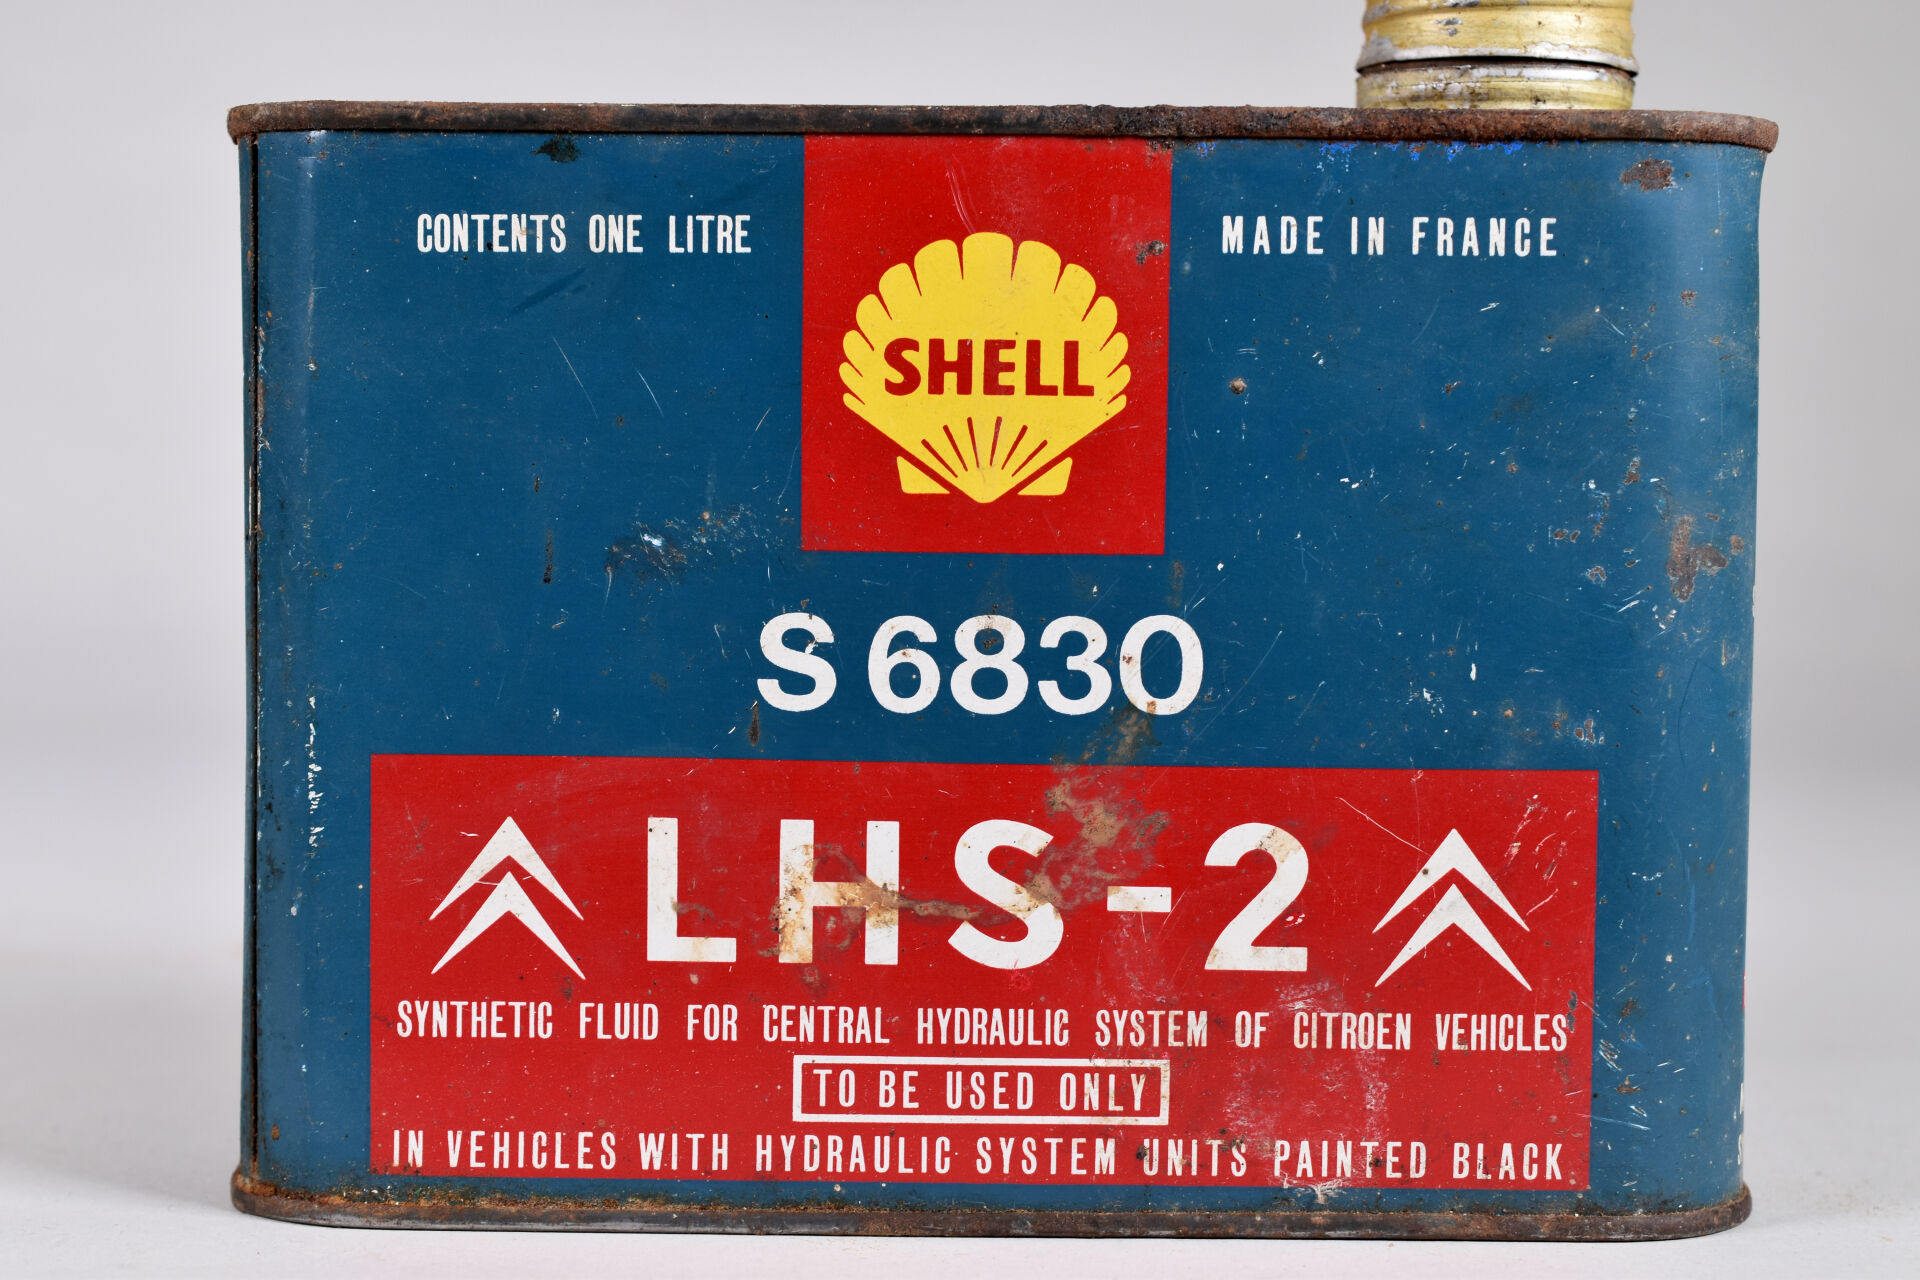 CONTENTS ONE LITRE
MADE IN FRANCE
SHELL
S 6830
LHS-2
SYNTHETIC FLUID FOR CENTRAL HYDRAULIC SYSTEM OF CITROEN VEHICLES
TO BE USED ONLY
IN VEHICLES WITH HYDRAULIC SYSTEM UNITS PAINTED BLACK